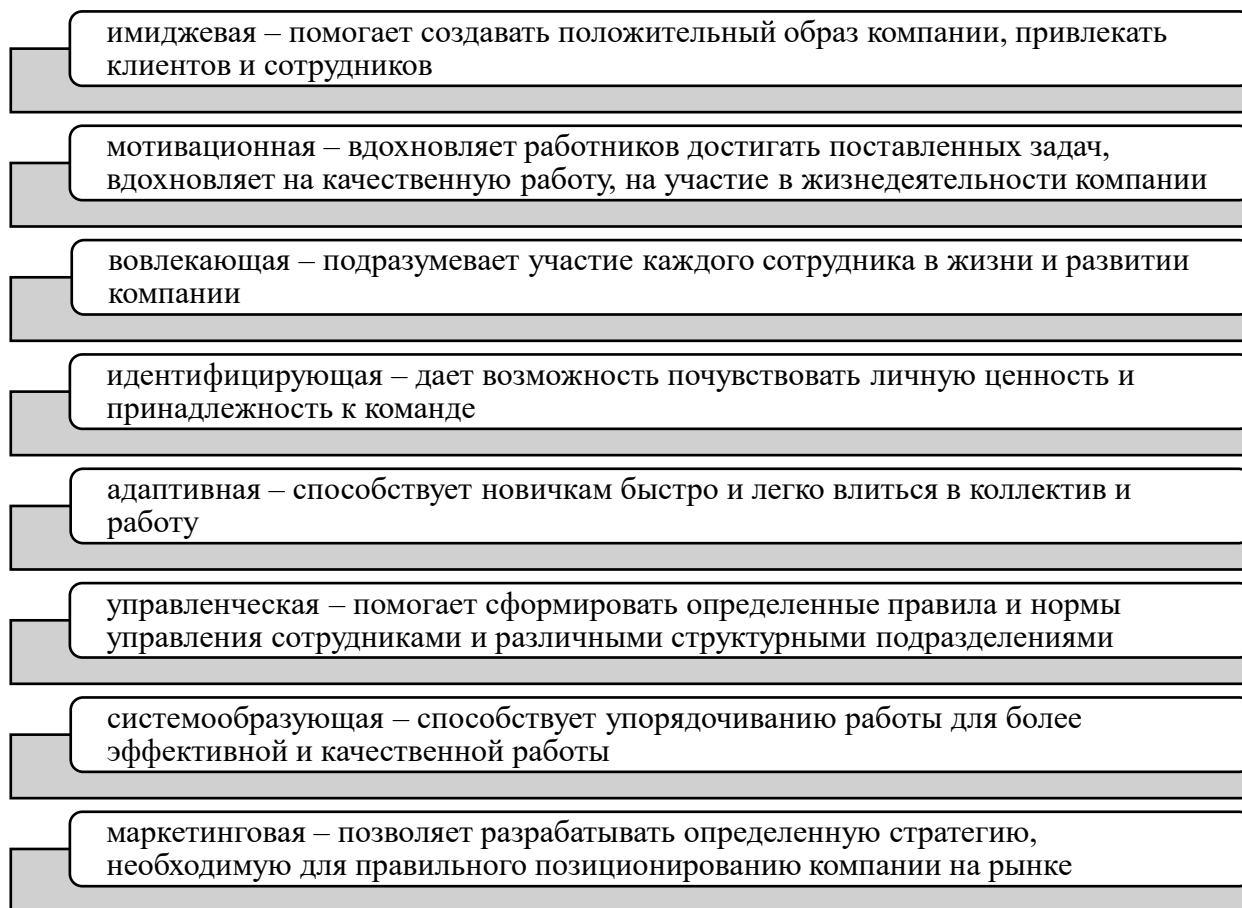 имиджевая – помогает создавать положительный образ компании, привлекать
клиентов и сотрудников
мотивационная – вдохновляет работников достигать поставленных задач,
вдохновляет на качественную работу, на участие в жизнедеятельности компании
вовлекающая – подразумевает участие каждого сотрудника в жизни и развитии
компании
идентифицирующая – дает возможность почувствовать личную ценность и
принадлежность к команде
адаптивная – способствует новичкам быстро и легко влиться в коллектив и
работу
управленческая – помогает сформировать определенные правила и нормы
управления сотрудниками и различными структурными подразделениями
системообразующая – способствует упорядочиванию работы для более
эффективной и качественной работы
маркетинговая – позволяет разрабатывать определенную стратегию,
необходимую для правильного позиционированию компании на рынке